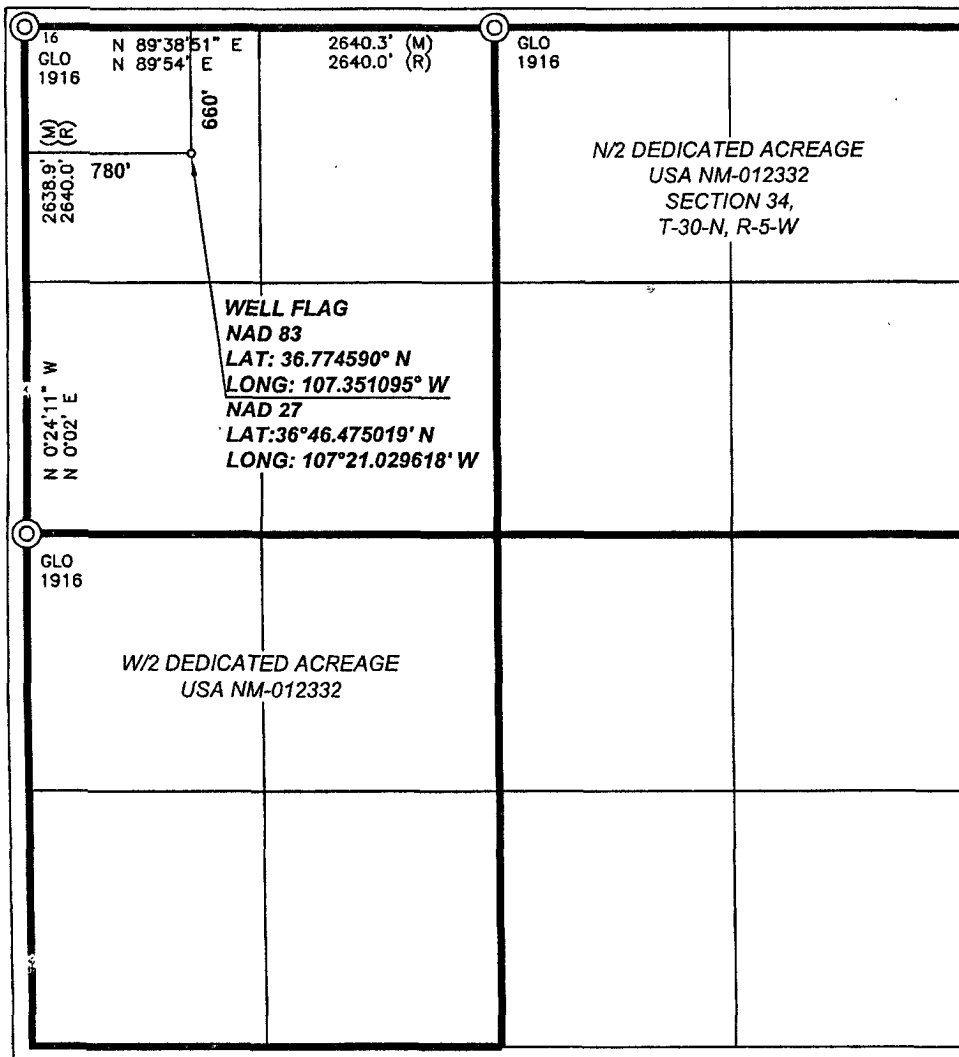 16
GLO
1916
N 89°38'51" E
N 89°54' E
2640.3' (M)
2640.0' (R)
GLO
1916
660'
780'
2638.9' (M)
2640.0' (R)
N/2 DEDICATED ACREAGE
USA NM-012332
SECTION 34,
T-30-N, R-5-W
WELL FLAG
NAD 83
LAT: 36.774590° N
LONG: 107.351095° W
NAD 27
LAT:36°46.475019' N
LONG: 107°21.029618' W
N 0°24'11" W
N 0°02' E
GLO
1916
W/2 DEDICATED ACREAGE
USA NM-012332